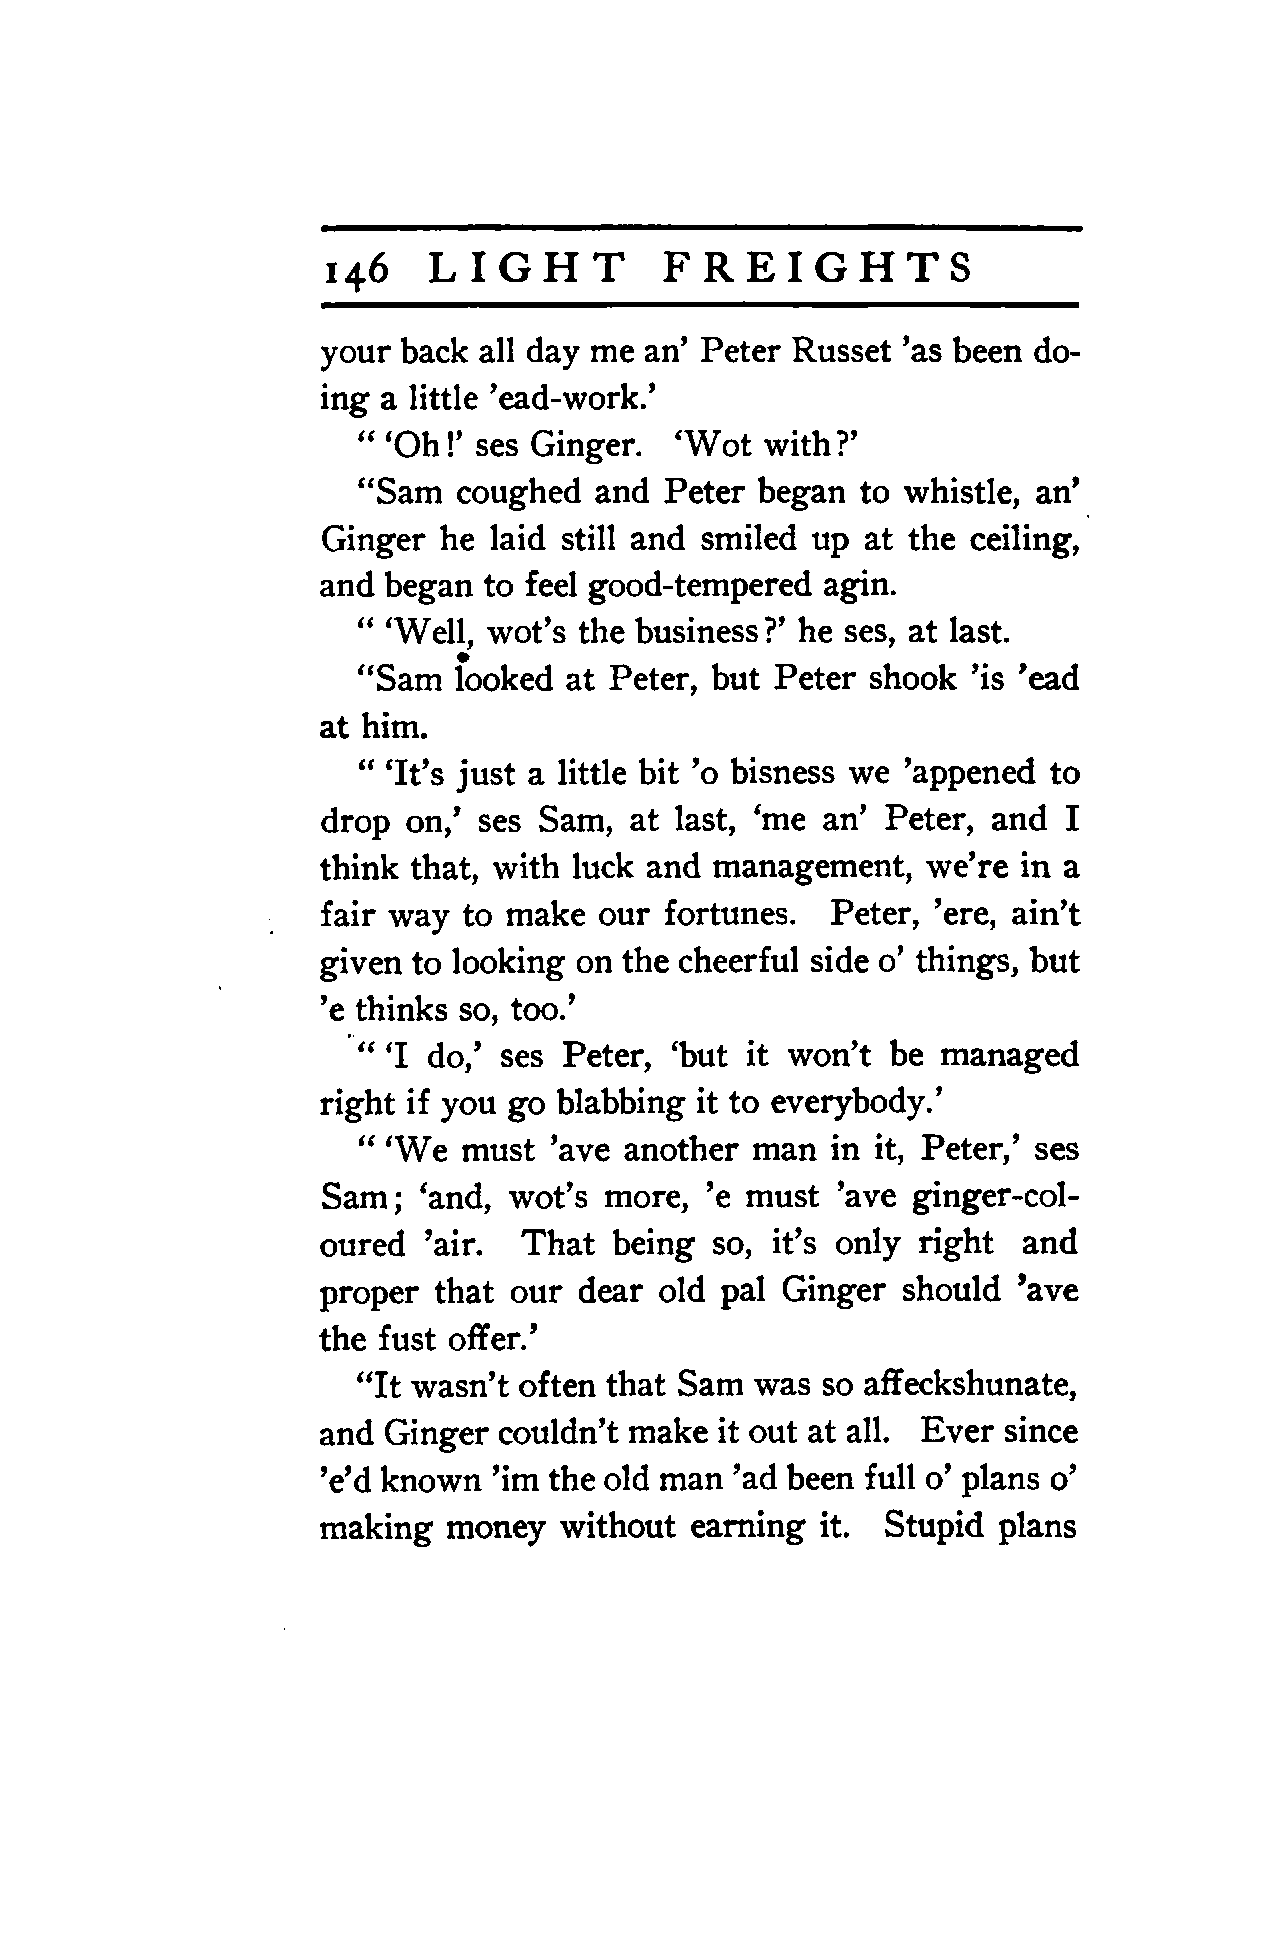 146 LIGHT FREIGHTS
your back all day me an’ Peter Russet ’as been do-
ing a little ’ead-work.’
“ ‘Oh!’ ses Ginger. ‘Wot with?’
“Sam coughed and Peter began to whistle, an’
Ginger he laid still and smiled up at the ceiling,
and began to feel good-tempered agin.
“ ‘Well, wot’s the business?’ he ses, at last.
“Sam looked at Peter, but Peter shook ’is ’ead
at him.
“ ‘It’s just a little bit ’o bisness we ’appened to
drop on,’ ses Sam, at last, ‘me an’ Peter, and I
think that, with luck and management, we’re in a
fair way to make our fortunes. Peter, ’ere, ain’t
given to looking on the cheerful side o’ things, but
’e thinks so, too.’
“ ‘I do,’ ses Peter, ‘but it won’t be managed
right if you go blabbing it to everybody.’
“ ‘We must ’ave another man in it, Peter,’ ses
Sam; ‘and, wot’s more, ’e must ’ave ginger-col-
oured ’air. That being so, it’s only right and
proper that our dear old pal Ginger should ’ave
the fust offer.’
“It wasn’t often that Sam was so affeckshunate,
and Ginger couldn’t make it out at all. Ever since
’e’d known ’im the old man ’ad been full o’ plans o’
making money without earning it. Stupid plans